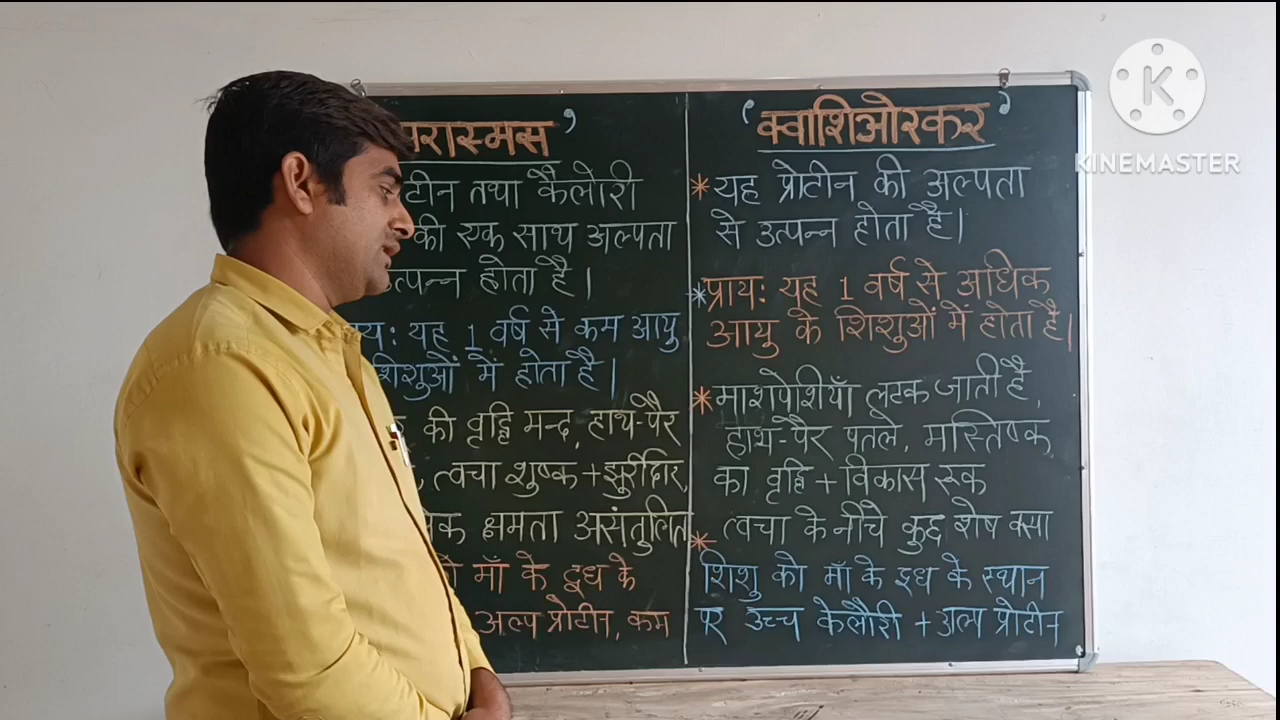 रास्मस ’
टीन तथा कैलोरी
की एक साथ अल्पता
त्पन्न होता है।
यः यह 1 वर्ष से कम आयु
शिशुओं में होता है।
की वृद्धि मन्द, हाथ-पैर
, त्वचा शुष्क + झुर्रीदार,
क्षमता असंतुलित
माँ के दूध के
अल्प प्रोटीन, कम
‘ क्वाशिओरकर ’
* यह प्रोटीन की अल्पता
से उत्पन्न होता है।
* प्रायः यह 1 वर्ष से अधिक
आयु के शिशुओं में होता है।
* माशपेशियाँ लटक जाती है,
हाथ-पैर पतले, मस्तिष्क
का वृद्धि + विकास रूक
त्वचा के नीचे कुछ शेष वसा
* शिशु को माँ के दूध के स्थान
पर उच्च केलौरी + अल्प प्रोटीन
KINEMASTER